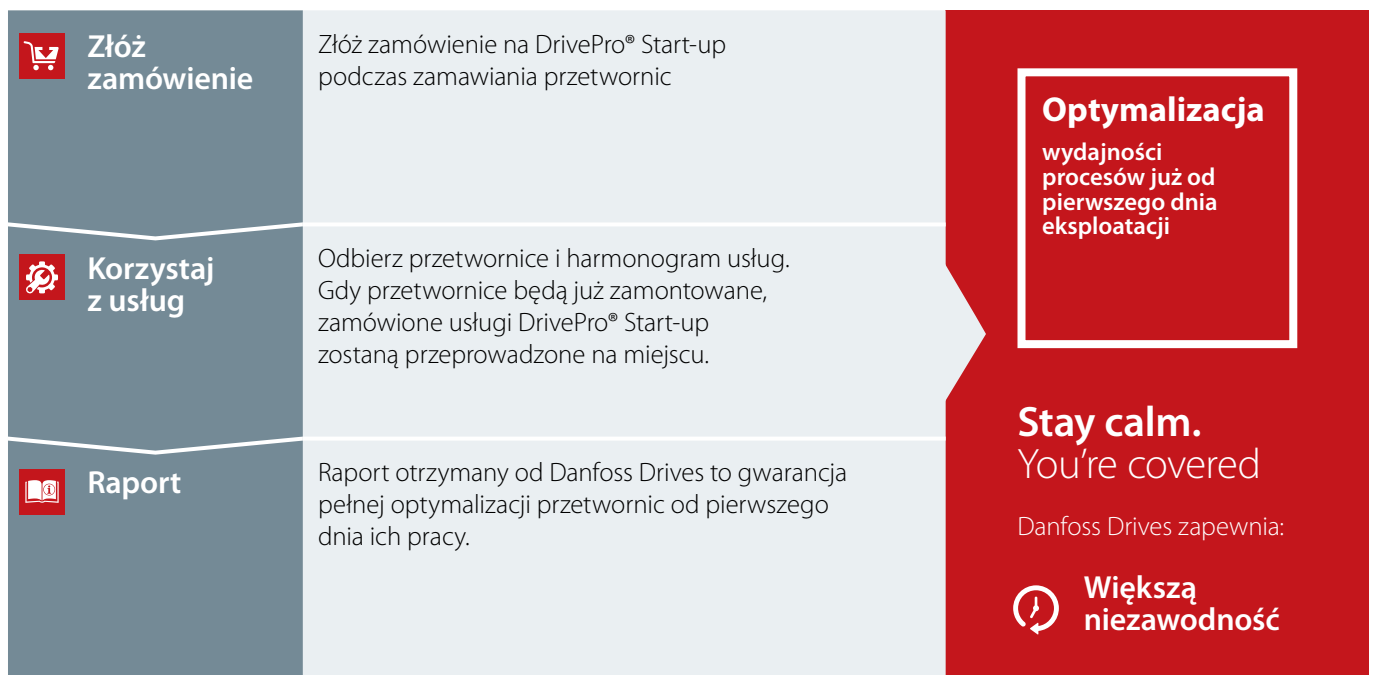 Złóż
zamówienie
Złóż zamówienie na DrivePro® Start-up
podczas zamawiania przetwornic
Korzystaj
z usług
Odbierz przetwornice i harmonogram usług.
Gdy przetwornice będą już zamontowane,
zamówione usługi DrivePro® Start-up
zostaną przeprowadzone na miejscu.
Raport
Raport otrzymany od Danfoss Drives to gwarancja
pełnej optymalizacji przetwornic od pierwszego
dnia ich pracy.
Optymalizacja
wydajności
procesów już od
pierwszego dnia
eksploatacji
Stay calm.
You're covered
Danfoss Drives zapewnia:
Większą
niezawodność